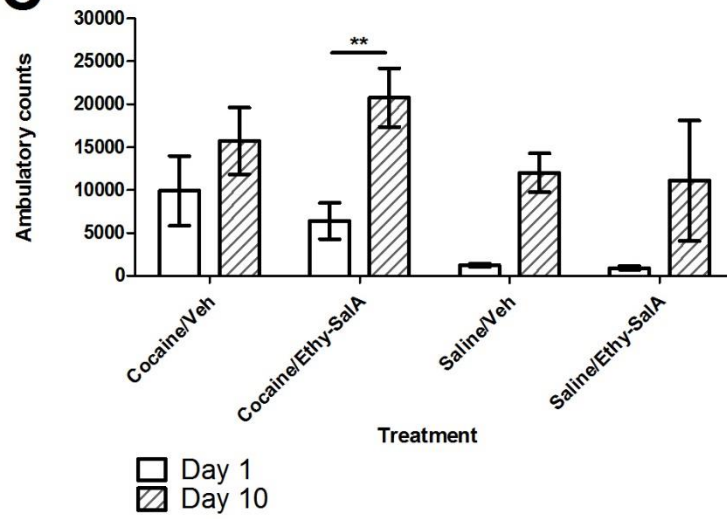 30000
25000
20000
15000
10000
5000
0
Ambulatory counts
**
Cocaine/Veh
Cocaine/Ethy-SalA
Saline/Veh
Saline/Ethy-SalA
Treatment
Day 1
Day 10